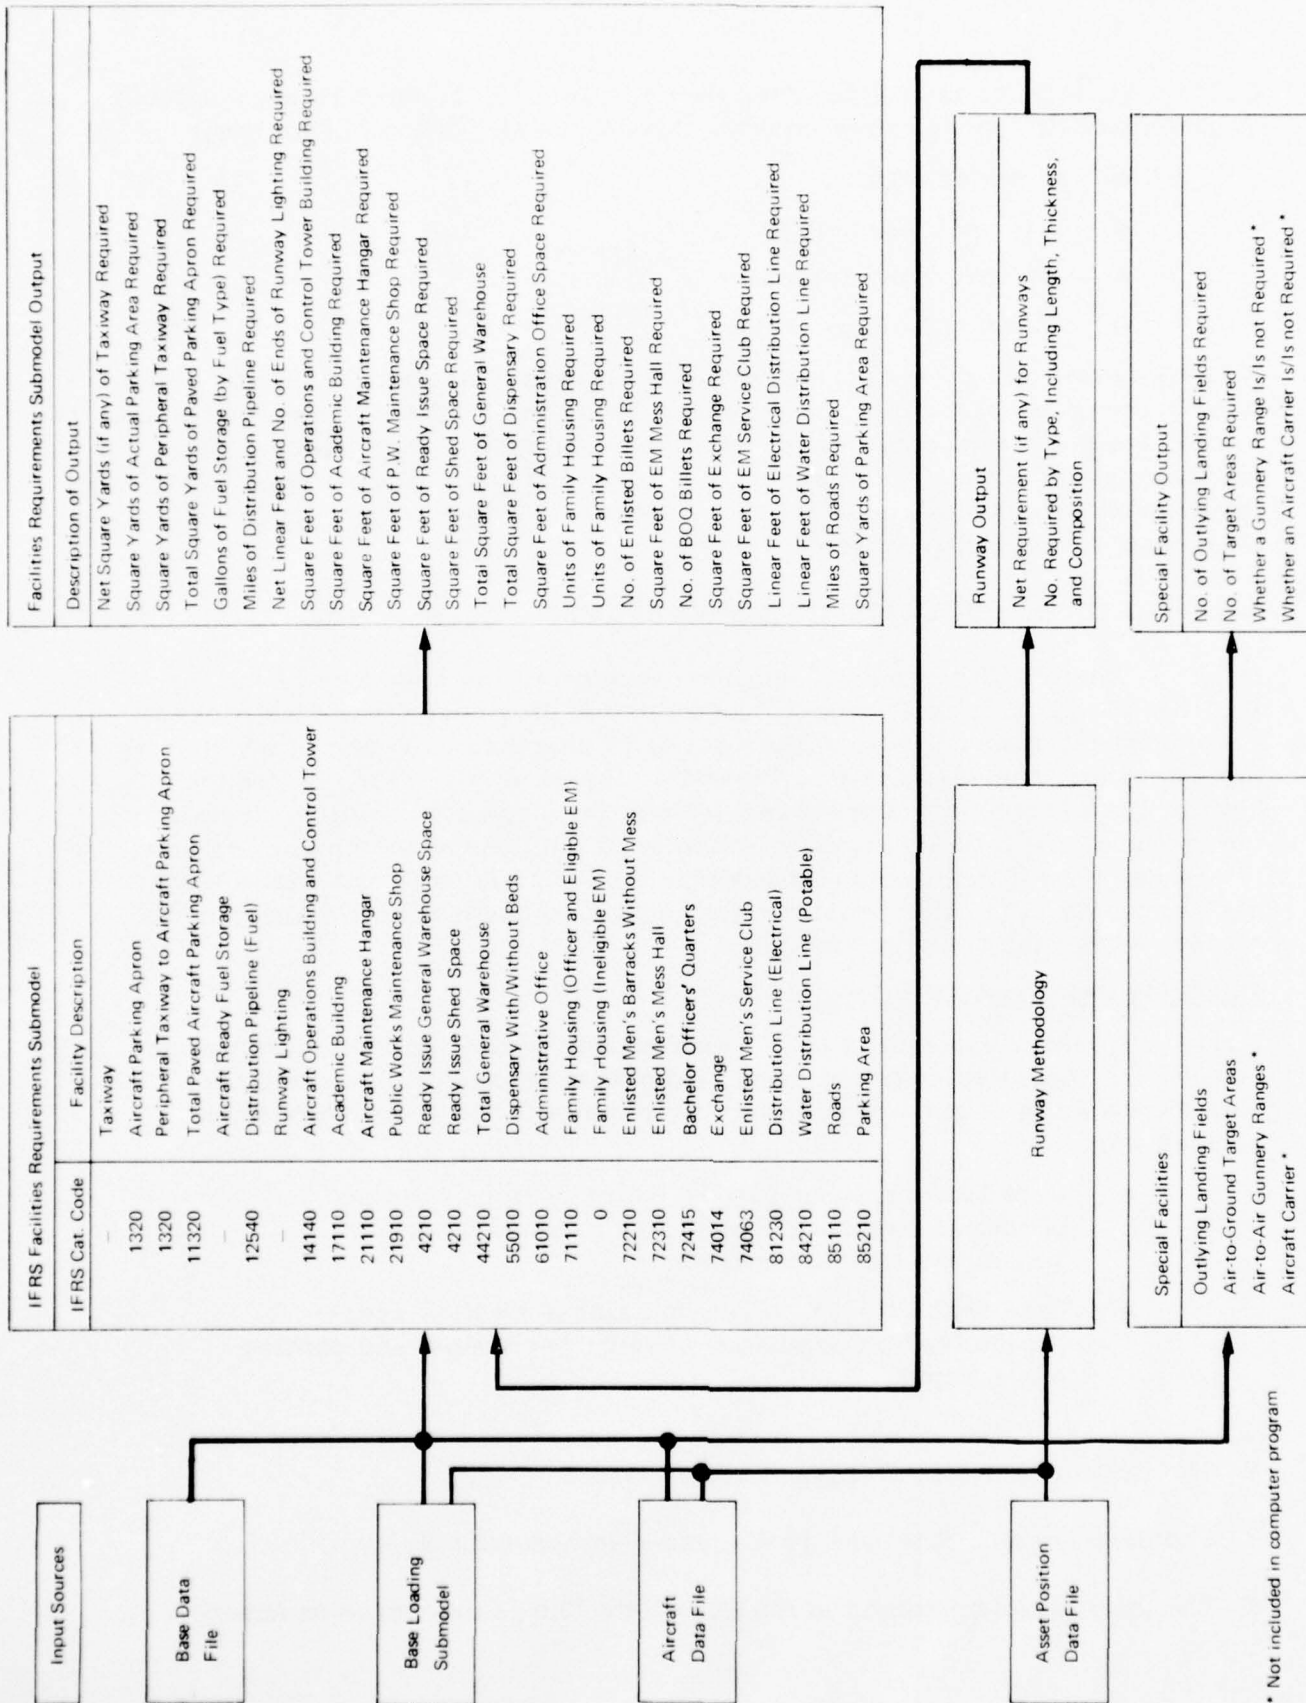 Input Sources
Base Data
File
Base Loading
Submodel
Aircraft
Data File
Asset Position
Data File
* Not included in computer program
IFRS Facilities Requirements Submodel
IFRS Cat. Code Facility Description
– Taxiway
1320 Aircraft Parking Apron
1320 Peripheral Taxiway to Aircraft Parking Apron
11320 Total Paved Aircraft Parking Apron
– Aircraft Ready Fuel Storage
12540 Distribution Pipeline (Fuel)
– Runway Lighting
14140 Aircraft Operations Building and Control Tower
17110 Academic Building
21110 Aircraft Maintenance Hangar
21910 Public Works Maintenance Shop
4210 Ready Issue General Warehouse Space
4210 Ready Issue Shed Space
44210 Total General Warehouse
55010 Dispensary With/Without Beds
61010 Administrative Office
71110 Family Housing (Officer and Eligible EM)
0 Family Housing (Ineligible EM)
72210 Enlisted Men's Barracks Without Mess
72310 Enlisted Men's Mess Hall
72415 Bachelor Officers' Quarters
74014 Exchange
74063 Enlisted Men's Service Club
81230 Distribution Line (Electrical)
84210 Water Distribution Line (Potable)
85110 Roads
85210 Parking Area
Runway Methodology
Special Facilities
Outlying Landing Fields
Air-to-Ground Target Areas
Air-to-Air Gunnery Ranges *
Aircraft Carrier *
Facilities Requirements Submodel Output
Description of Output
Net Square Yards (if any) of Taxiway Required
Square Yards of Actual Parking Area Required
Square Yards of Peripheral Taxiway Required
Total Square Yards of Paved Parking Apron Required
Gallons of Fuel Storage (by Fuel Type) Required
Miles of Distribution Pipeline Required
Net Linear Feet and No. of Ends of Runway Lighting Required
Square Feet of Operations and Control Tower Building Required
Square Feet of Academic Building Required
Square Feet of Aircraft Maintenance Hangar Required
Square Feet of P.W. Maintenance Shop Required
Square Feet of Ready Issue Space Required
Square Feet of Shed Space Required
Total Square Feet of General Warehouse
Total Square Feet of Dispensary Required
Square Feet of Administration Office Space Required
Units of Family Housing Required
Units of Family Housing Required
No. of Enlisted Billets Required
Square Feet of EM Mess Hall Required
No. of BOQ Billets Required
Square Feet of Exchange Required
Square Feet of EM Service Club Required
Linear Feet of Electrical Distribution Line Required
Linear Feet of Water Distribution Line Required
Miles of Roads Required
Square Yards of Parking Area Required
Runway Output
Net Requirement (if any) for Runways
No. Required by Type, Including Length, Thickness,
and Composition
Special Facility Output
No. of Outlying Landing Fields Required
No. of Target Areas Required
Whether a Gunnery Range Is/Is not Required *
Whether an Aircraft Carrier Is/Is not Required *